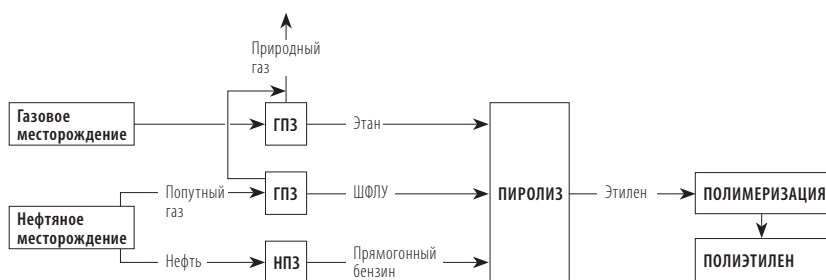 Природный
газ
Газовое
месторождение
ГПЗ
Этан
Попутный
газ
ГПЗ
ШФЛУ
ПИРОЛИЗ
Этилен
ПОЛИМЕРИЗАЦИЯ
Нефтяное
месторождение
Нефть
НПЗ
Прямогонный
бензин
ПОЛИЭТИЛЕН